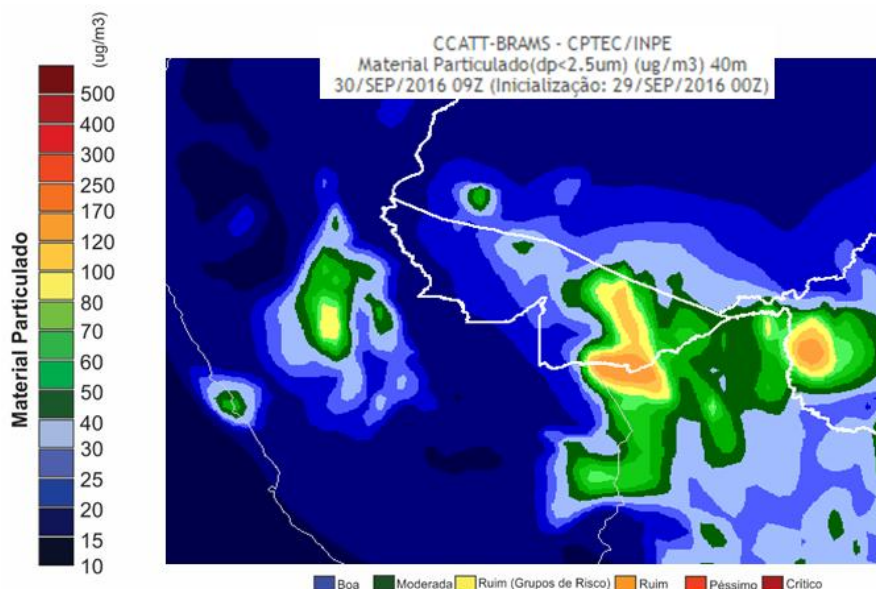 CCATT-BRAMS - CPTEC/INPE
Material Particulado(dp<2.5um) (ug/m3) 40m
30/SEP/2016 09Z (Inicialização: 29/SEP/2016 00Z)
(ug/m3)
Material Particulado
500
400
300
250
170
120
100
80
70
60
50
40
30
25
20
15
10
Boa
Moderada
Ruim (Grupos de Risco)
Ruim
Péssimo
Crítico